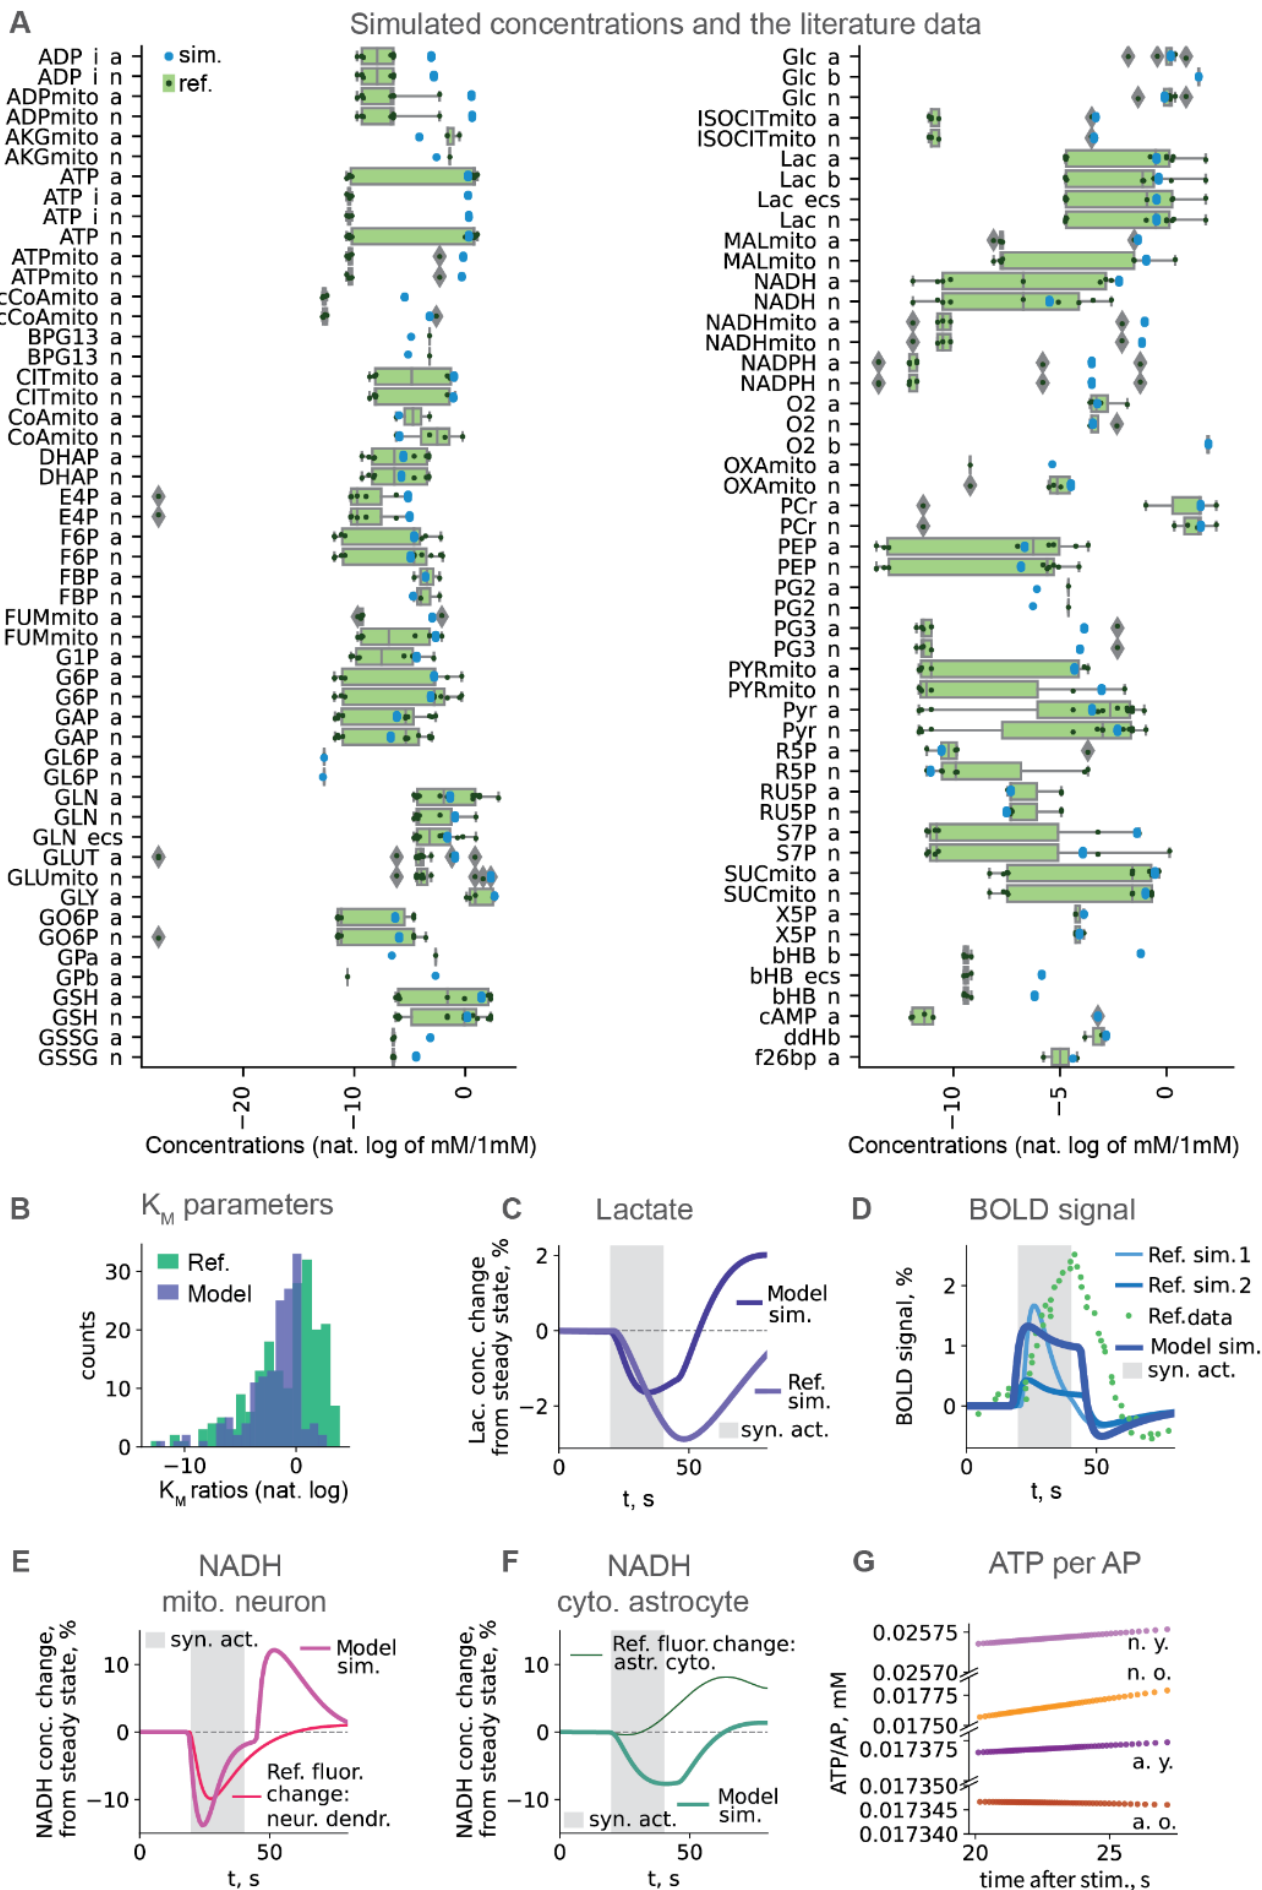 A
Simulated concentrations and the literature data
sim.
ref.
ADP i a
ADP i n
ADPmito a
ADPmito n
AKGmito a
AKGmito n
ATP a
ATP i a
ATP i n
ATP n
ATPmito a
ATPmito n
cCoAmito a
cCoAmito n
BPG13 a
BPG13 n
CITmito a
CITmito n
CoAmito a
CoAmito n
DHAP a
DHAP n
E4P a
E4P n
F6P a
F6P n
FBP a
FBP n
FUMmito a
FUMmito n
G1P a
G6P a
G6P n
GAP a
GAP n
GL6P a
GL6P n
GLN a
GLN n
GLN ecs
GLUT a
GLUmito n
GLY a
GO6P a
GO6P n
GPa a
GPb a
GSH a
GSH n
GSSG a
GSSG n
−20
−10
0
Concentrations (nat. log of mM/1mM)
Glc a
Glc b
Glc n
ISOCITmito a
ISOCITmito n
Lac a
Lac b
Lac ecs
Lac n
MALmito a
MALmito n
NADH a
NADH n
NADHmito a
NADHmito n
NADPH a
NADPH n
O2 a
O2 n
O2 b
OXAmito a
OXAmito n
PCr a
PCr n
PEP a
PEP n
PG2 a
PG2 n
PG3 a
PG3 n
PYRmito a
PYRmito n
Pyr a
Pyr n
R5P a
R5P n
RU5P a
RU5P n
S7P a
S7P n
SUCmito a
SUCmito n
X5P a
X5P n
bHB b
bHB ecs
bHB n
cAMP a
ddHb
f26bp a
−10
−5
0
Concentrations (nat. log of mM/1mM)
B
KM parameters
Ref.
Model
counts
30
20
10
0
−10
0
KM ratios (nat. log)
C
Lactate
Lac. conc. change
from steady state, %
2
0
−2
Model
sim.
Ref.
sim.
syn. act.
0
50
t, s
D
BOLD signal
BOLD signal, %
2
1
0
Ref. sim.1
Ref. sim.2
Ref.data
Model sim.
syn. act.
0
50
t, s
E
NADH
mito. neuron
NADH conc. change,
from steady state, %
10
0
−10
syn. act.
Model
sim.
Ref. fluor.
change:
neur. dendr.
0
50
t, s
F
NADH
cyto. astrocyte
NADH conc. change,
from steady state, %
10
0
−10
Ref. fluor.change:
astr. cyto.
Model
sim.
syn. act.
0
50
t, s
G
ATP per AP
ATP/AP, mM
0.02575
0.02570
0.01775
0.01750
0.017375
0.017350
0.017345
0.017340
n. y.
n. o.
a. y.
a. o.
20
25
time after stim., s